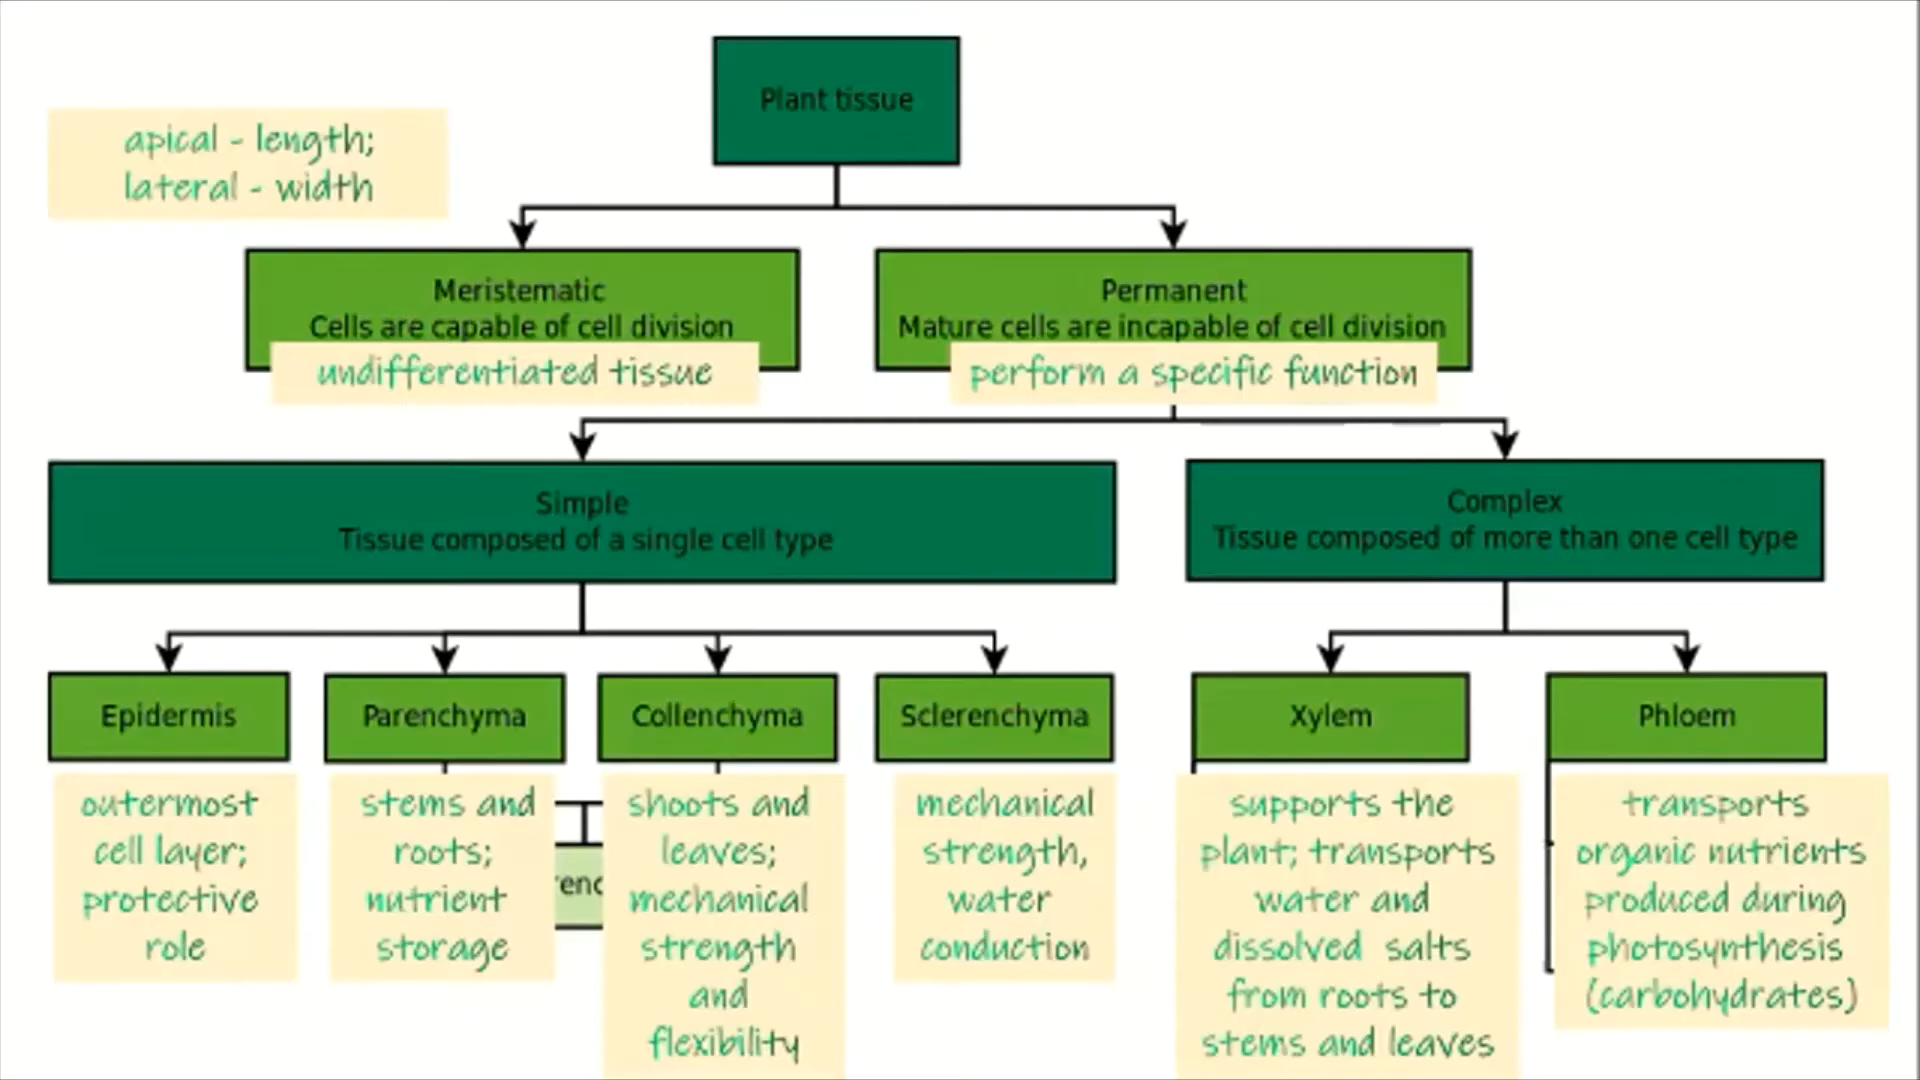 Plant tissue
apical - length;
lateral - width
Meristematic
Cells are capable of cell division
undifferentiated tissue
Permanent
Mature cells are incapable of cell division
perform a specific function
Simple
Tissue composed of a single cell type
Complex
Tissue composed of more than one cell type
Epidermis
outermost
cell layer;
protective
role
Parenchyma
stems and
roots;
nutrient
storage
Collenchyma
shoots and
leaves;
mechanical
strength
and
flexibility
Sclerenchyma
mechanical
strength,
water
conduction
Xylem
supports the
plant; transports
water and
dissolved salts
from roots to
stems and leaves
Phloem
transports
organic nutrients
produced during
photosynthesis
(carbohydrates)